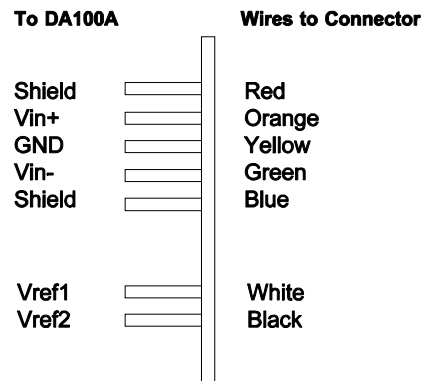 To DA100A Wires to Connector
Shield Red
Vin+ Orange
GND Yellow
Vin- Green
Shield Blue
Vref1 White
Vref2 Black